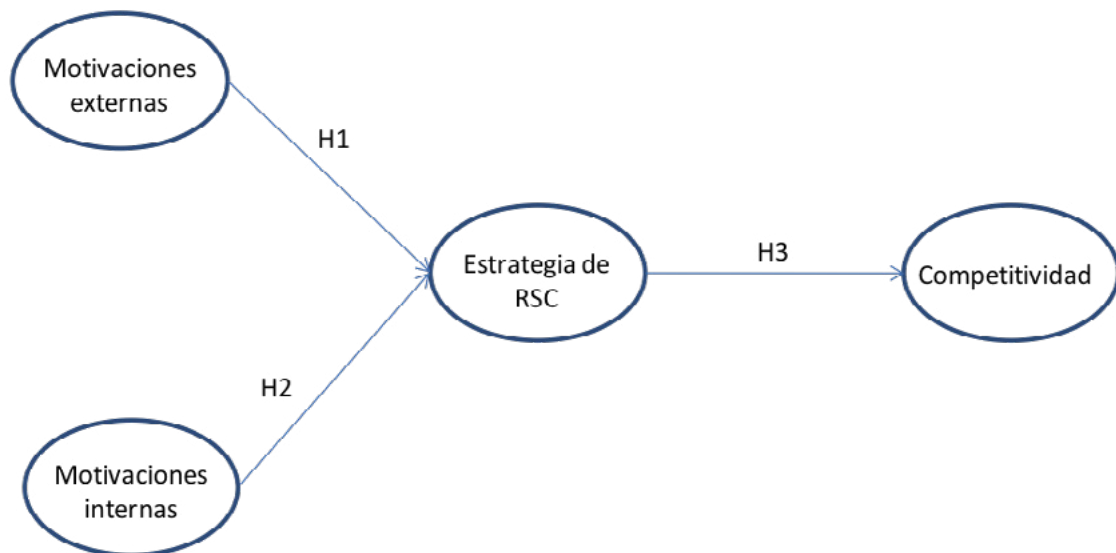 Motivaciones
externas
H1
Estrategia de
RSC
H3
Competitividad
H2
Motivaciones
internas